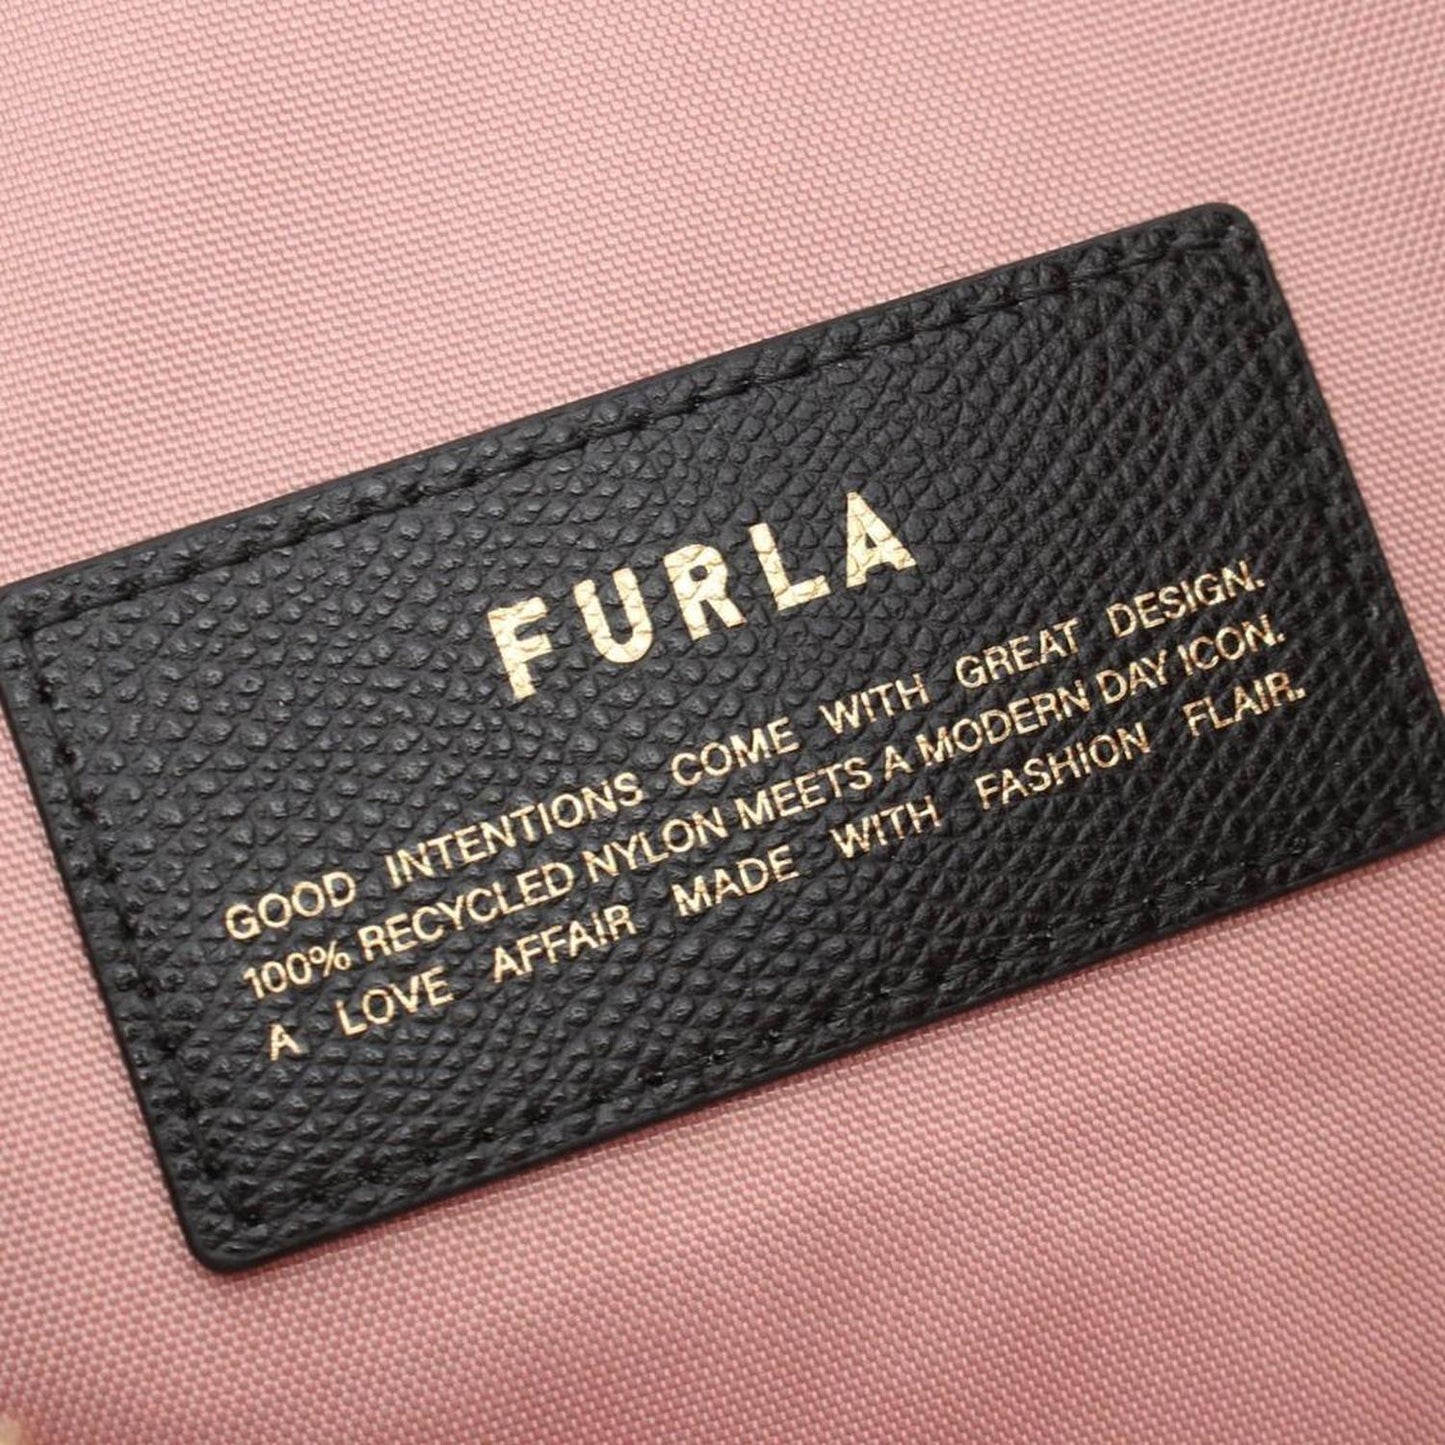 FURLA
GOOD INTENTIONS COME WITH GREAT DESIGN.
100% RECYCLED NYLON MEETS A MODERN DAY ICON.
A LOVE AFFAIR MADE WITH FASHION FLAIR.